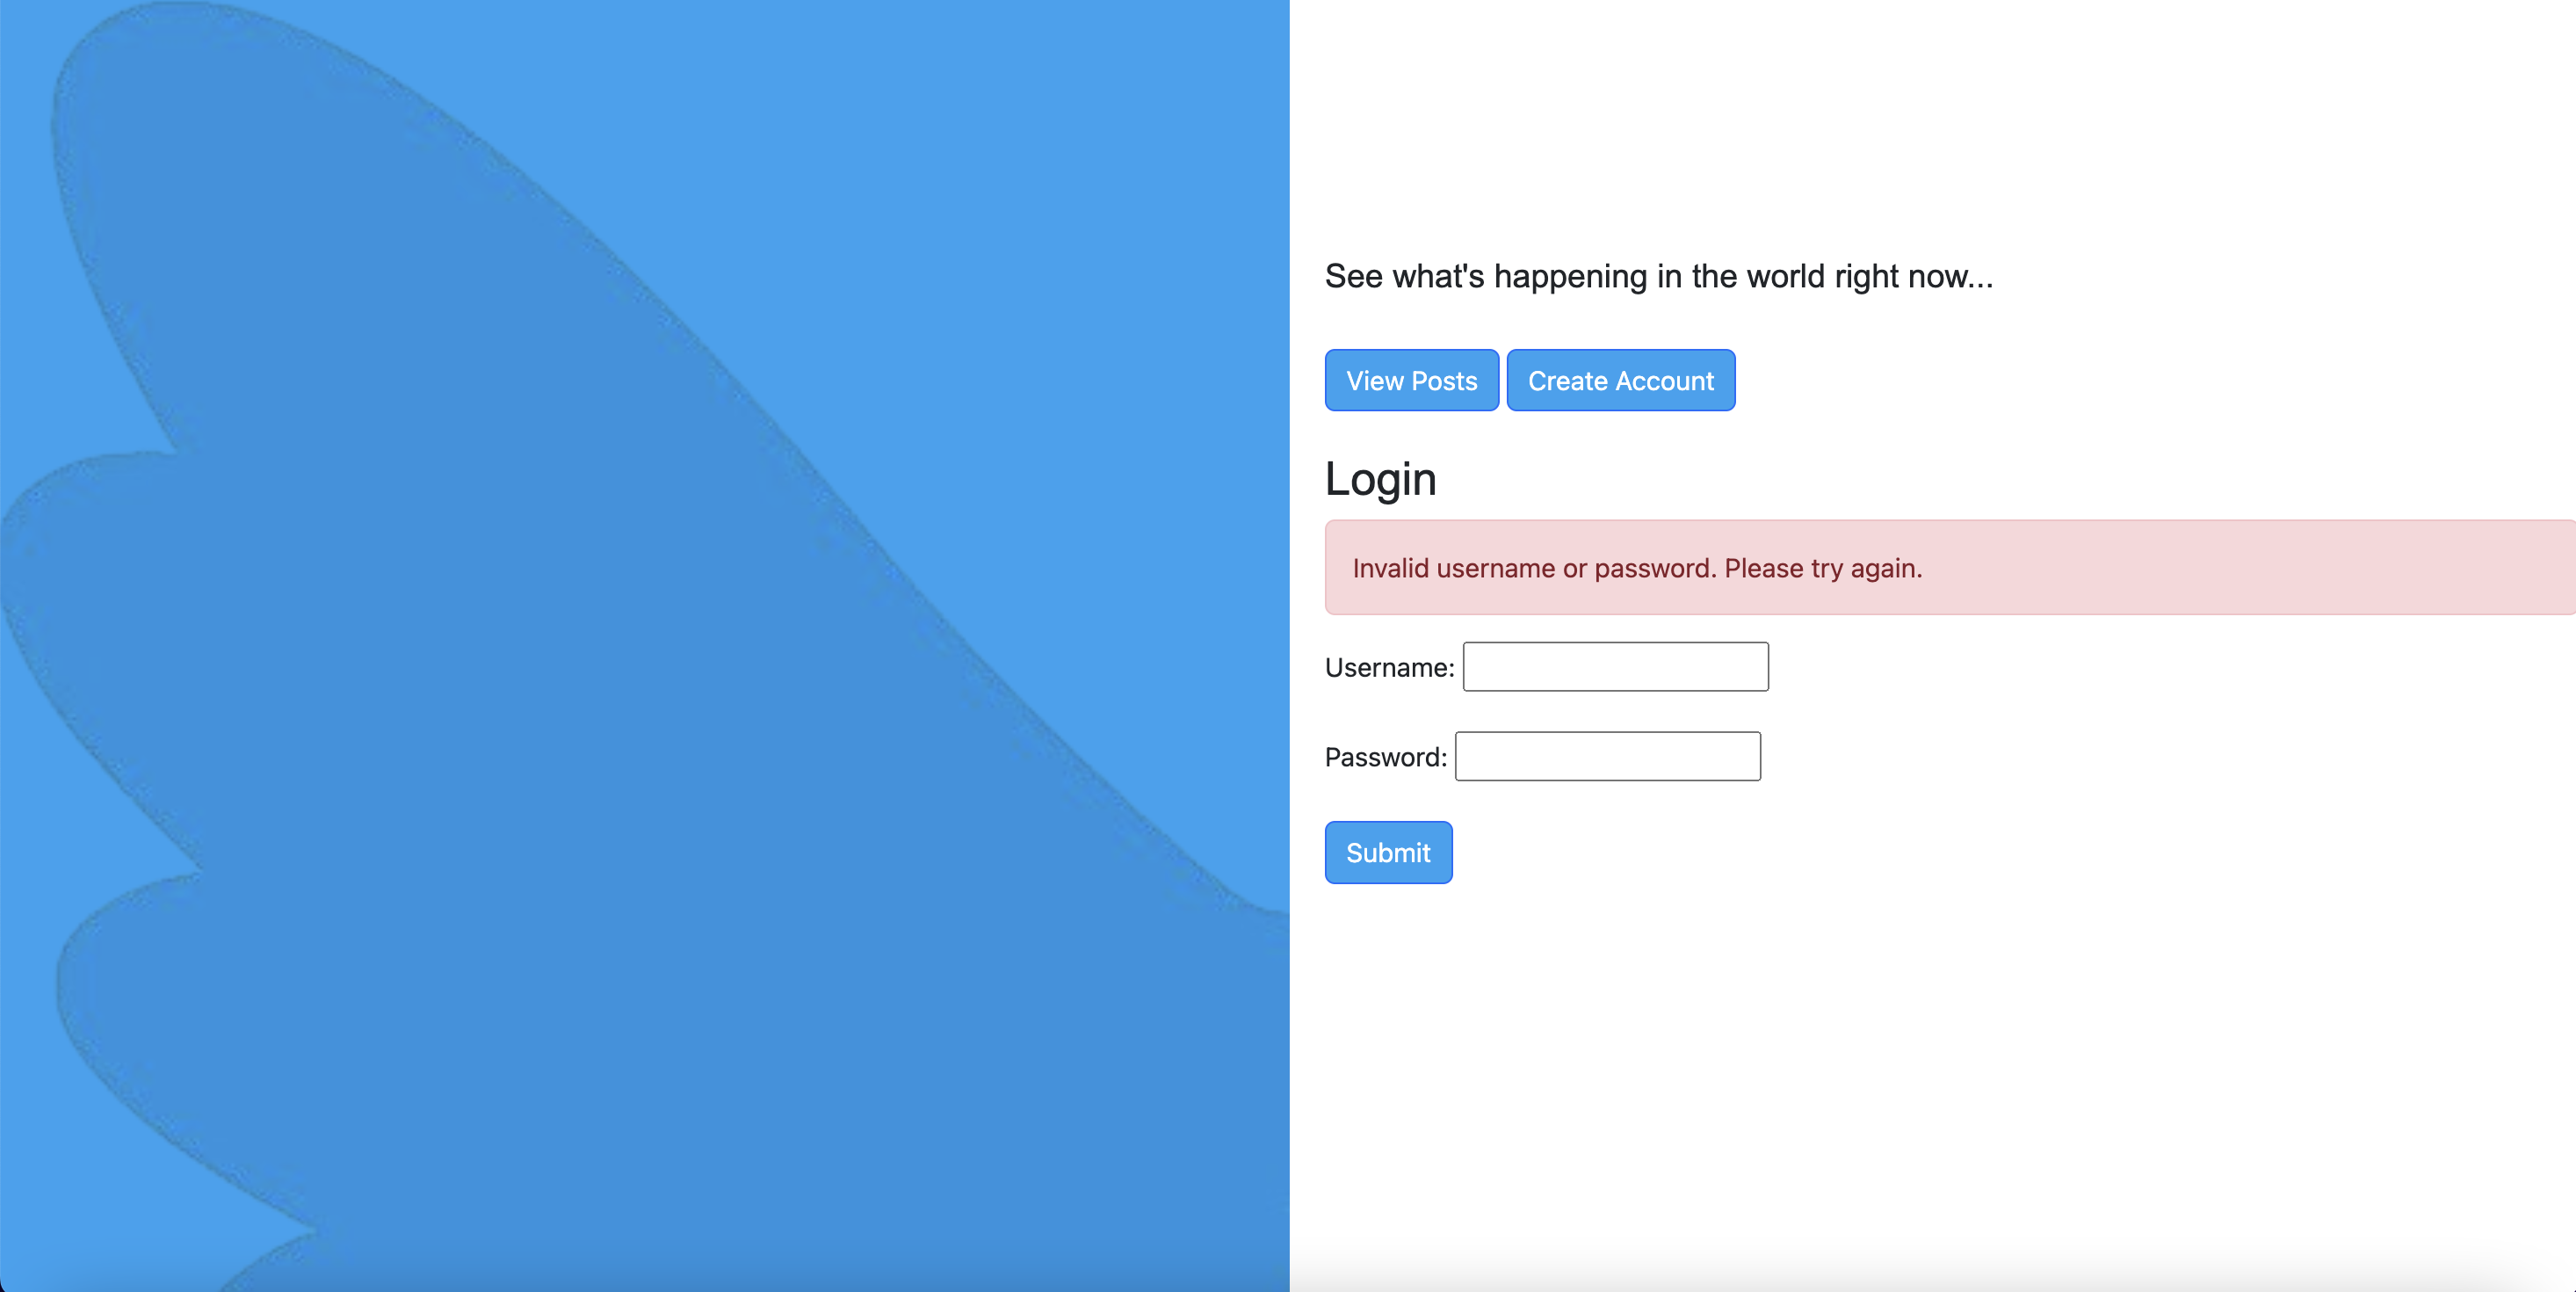 See what's happening in the world right now...
View Posts Create Account
Login
Invalid username or password. Please try again.
Username:
Password:
Submit